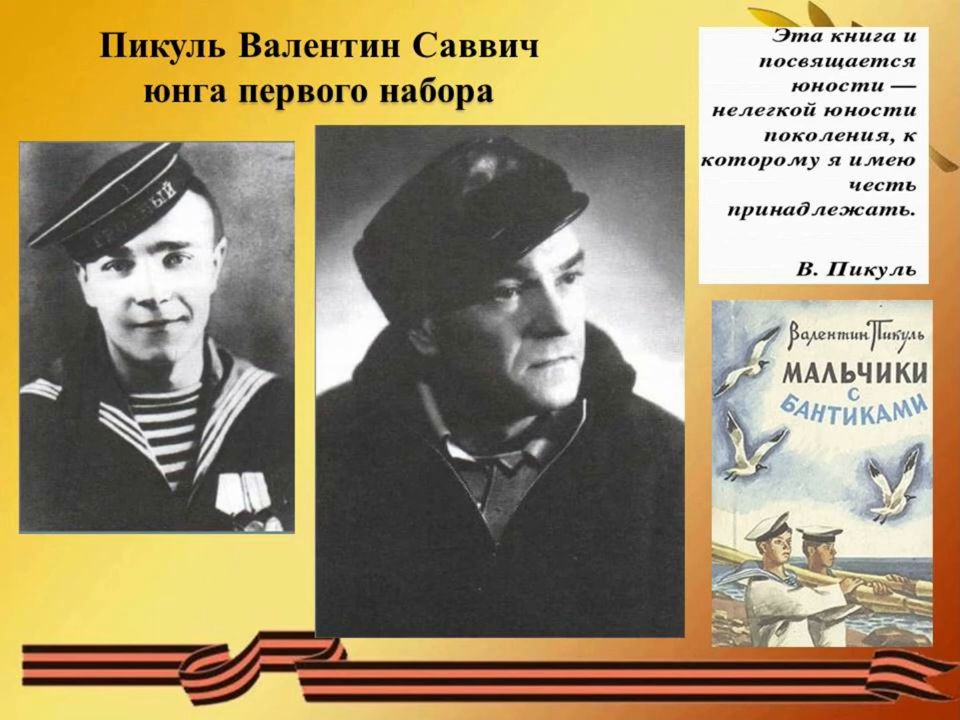 Пикуль Валентин Саввич
юнга первого набора
Эта книга и
посвящается
юности —
нелегкой юности
поколения, к
которому я имею
честь
принадлежать.
В. Пикуль
ГРОЗНЫЙ
Валентин Пикуль
МАЛЬЧИКИ
С
БАНТИКАМИ